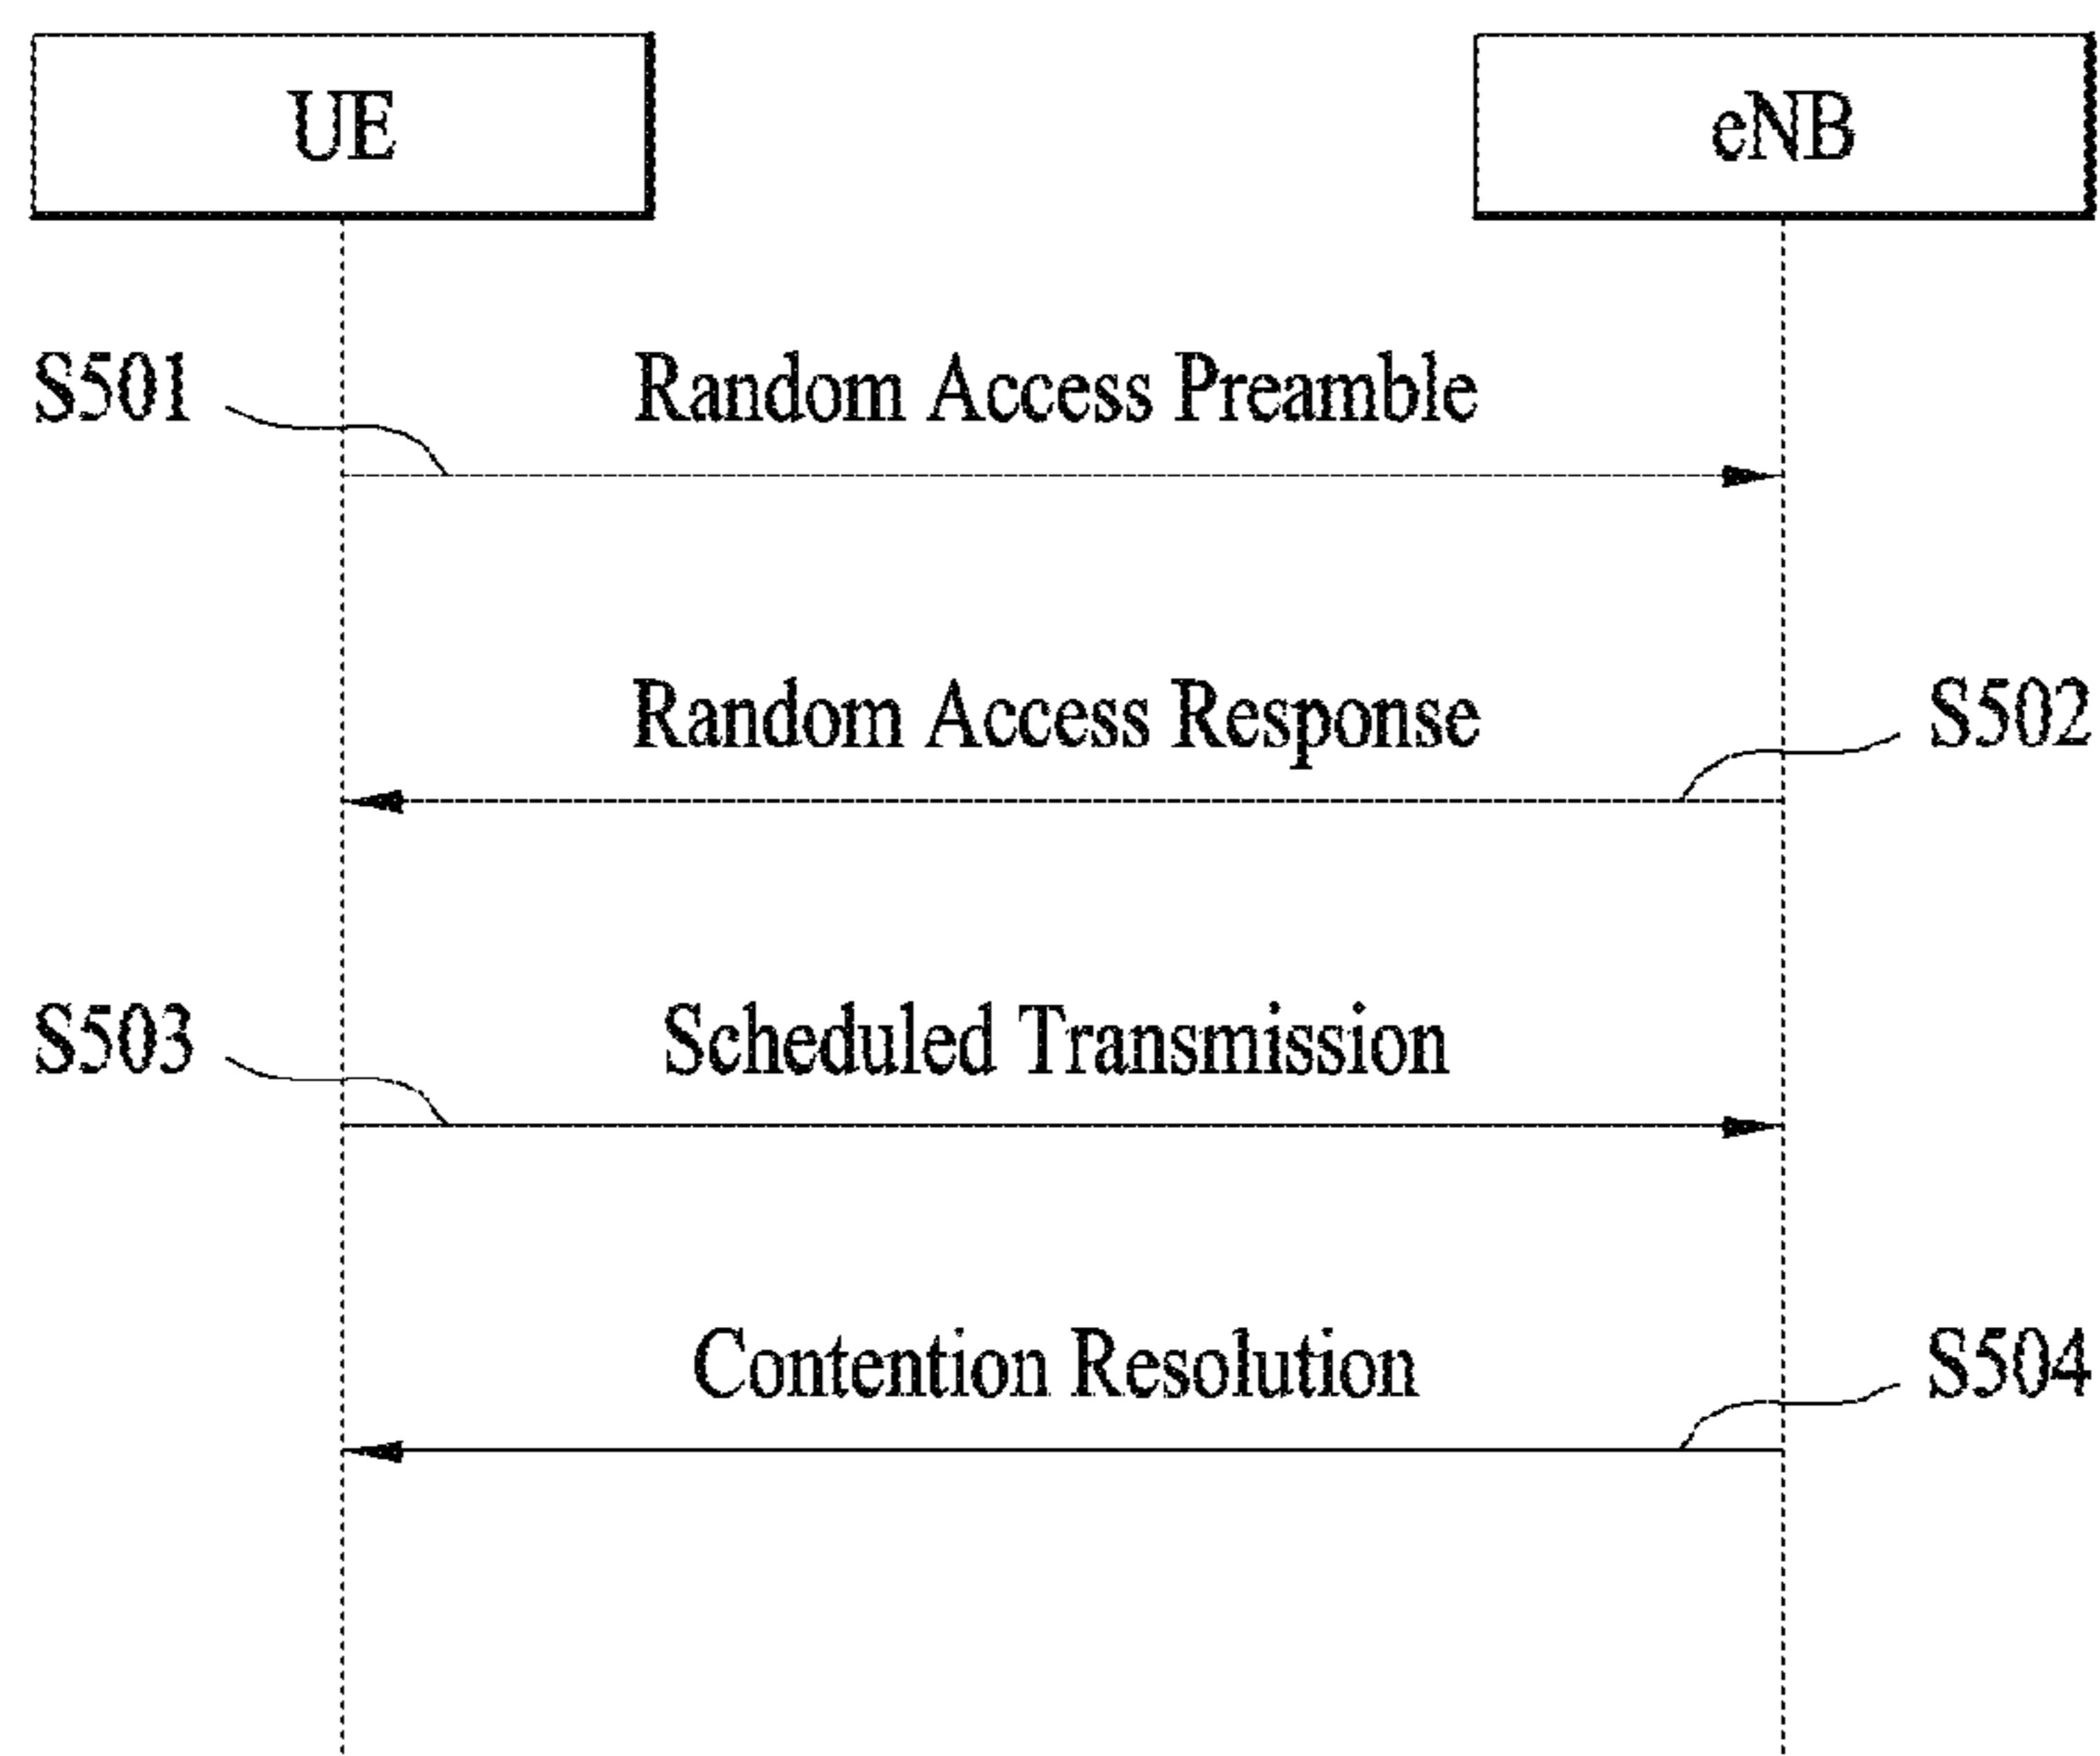 UE
eNB
S501
Random Access Preamble
Random Access Response
S502
S503
Scheduled Transmission
Contention Resolution
S504